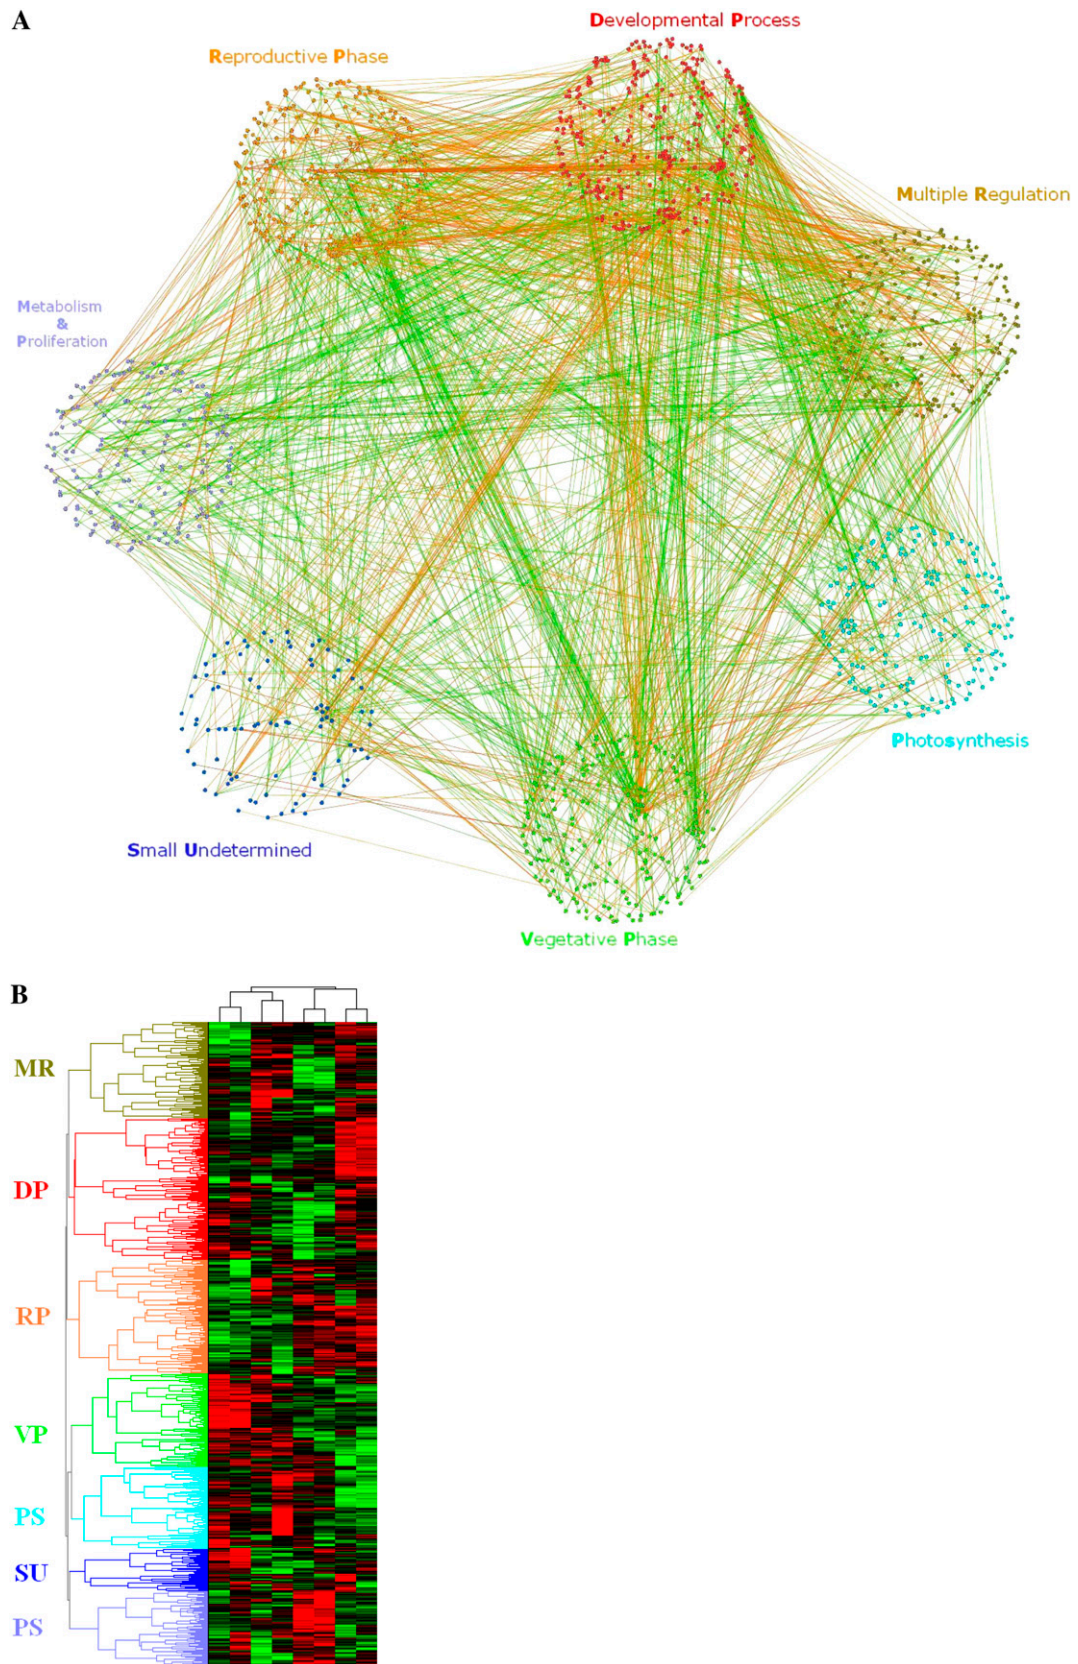 A
Developmental Process
Reproductive Phase
Multiple Regulation
Metabolism
&
Proliferation
Photosynthesis
Small Undetermined
Vegetative Phase
B
MR
DP
RP
VP
PS
SU
PS